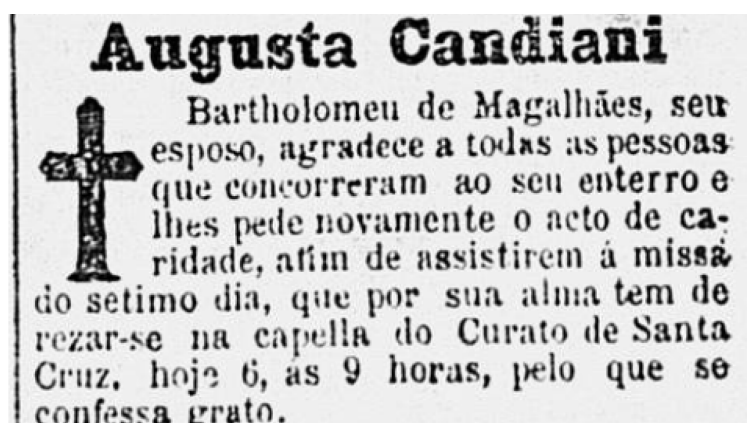 Augusta Candiani
Bartholomeu de Magalhães, seu
esposo, agradece a todas as pessoas
que concorreram ao seu enterro e
lhes pede novamente o acto de ca-
ridade, afim de assistirem á missa
do setimo dia, que por sua alma tem de
rezar-se na capella do Curato de Santa
Cruz, hoje 6, ás 9 horas, pelo que se
confessa grato.